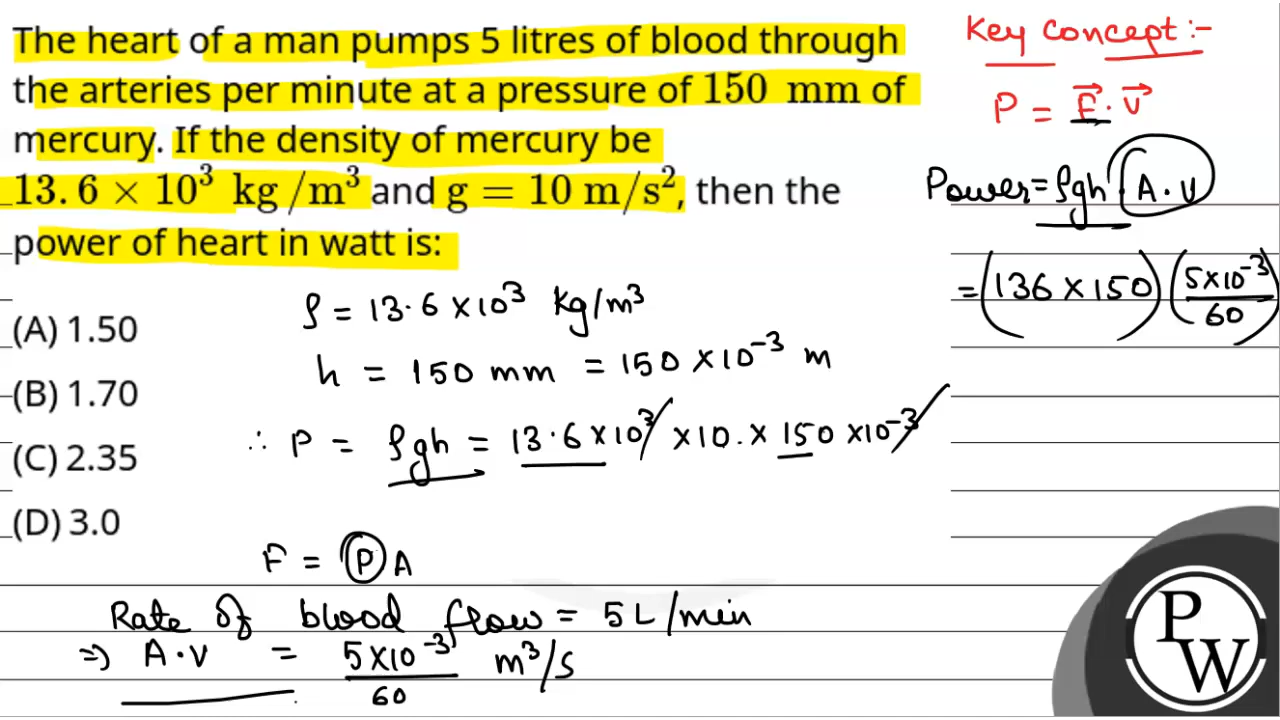 The heart of a man pumps 5 litres of blood through
the arteries per minute at a pressure of 150 mm of
mercury. If the density of mercury be
13.6 × 10³ kg /m³ and g = 10 m/s², then the
power of heart in watt is:
(A) 1.50
(B) 1.70
(C) 2.35
(D) 3.0
ρ = 13.6 × 10³ kg/m³
h = 150 mm = 150 × 10⁻³ m
∴ P = ρgh = 13.6 × 10³ × 10. × 150 × 10⁻³
F = P A
Rate of blood flow = 5 L/min
⇒ A.v = 5×10⁻³/60 m³/s
Key Concept :-
P = F⃗ . v⃗
Power = ρgh . A . v
= (136 × 150) (5×10⁻³/60)
P
W